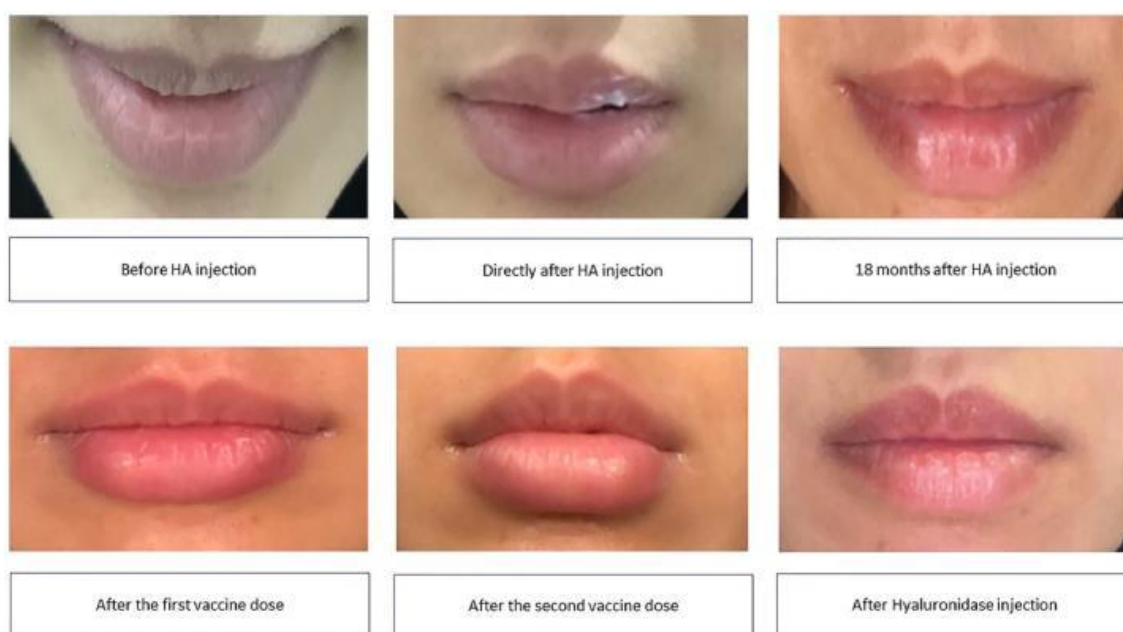 Before HA injection
Directly after HA injection
18 months after HA injection
After the first vaccine dose
After the second vaccine dose
After Hyaluronidase injection